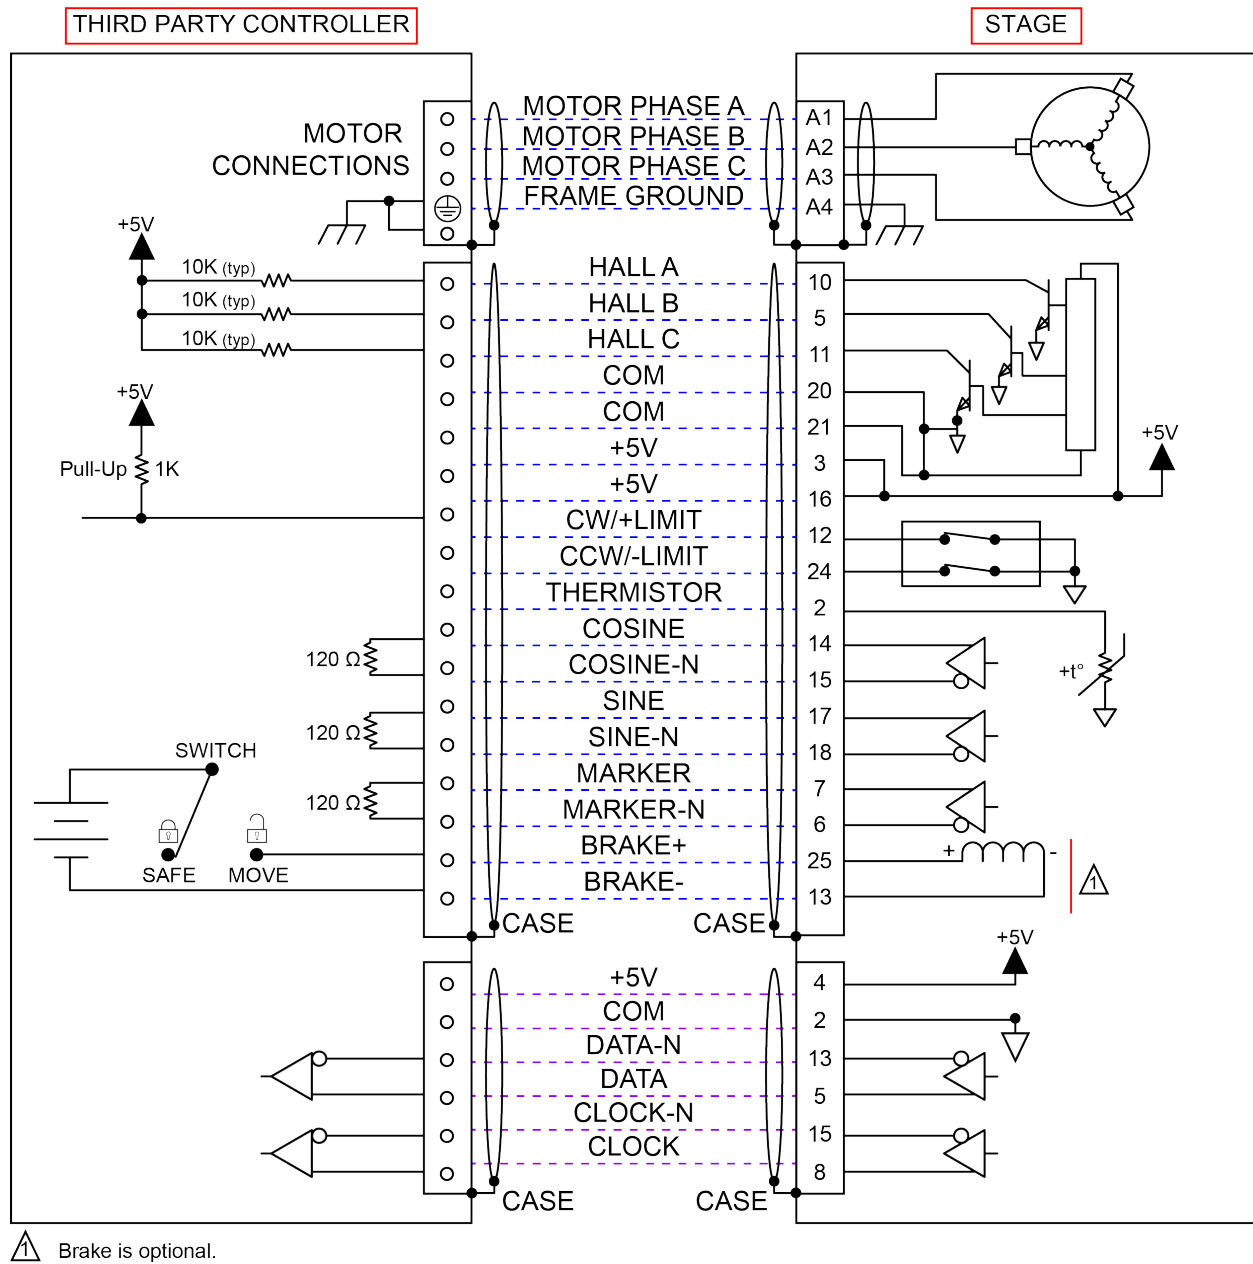 THIRD PARTY CONTROLLER
STAGE
MOTOR CONNECTIONS
MOTOR PHASE A
A1
MOTOR PHASE B
A2
MOTOR PHASE C
A3
FRAME GROUND
A4
+5V
10K (typ)
10K (typ)
10K (typ)
HALL A
10
HALL B
5
HALL C
11
COM
20
COM
21
+5V
3
+5V
16
+5V
+5V
Pull-Up
1K
CW/+LIMIT
12
CCW/-LIMIT
24
THERMISTOR
2
+t°
120 Ω
COSINE
14
COSINE-N
15
120 Ω
SINE
17
SINE-N
18
120 Ω
MARKER
7
MARKER-N
6
SWITCH
SAFE
MOVE
BRAKE+
25
+
-
1
BRAKE-
13
CASE
CASE
+5V
+5V
4
COM
2
DATA-N
13
DATA
5
CLOCK-N
15
CLOCK
8
CASE
CASE
1 Brake is optional.